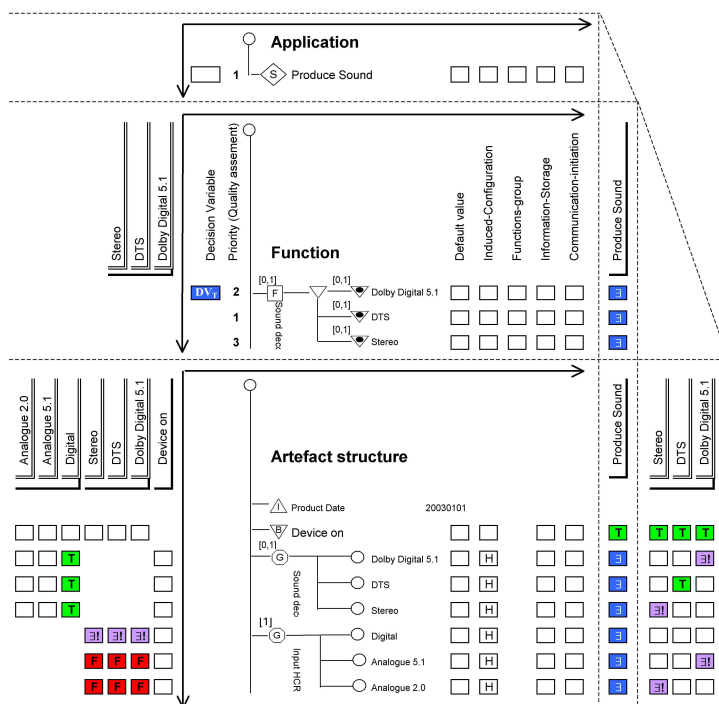 Application
1 S Produce Sound
Stereo
DTS
Dolby Digital 5.1
Decision Variable
Priority (Quality assement)
Function
Default value
Induced-Configuration
Functions-group
Information-Storage
Communication-initiation
Produce Sound
DVT 2 [0,1] F [0,1] Dolby Digital 5.1 ∃
Sound decc
1 [0,1] DTS ∃
3 [0,1] Stereo ∃
Analogue 2.0
Analogue 5.1
Digital
Stereo
DTS
Dolby Digital 5.1
Device on
Artefact structure
Produce Sound
Stereo
DTS
Dolby Digital 5.1
I Product Date 20030101
B Device on T T T T
T [0,1] G Dolby Digital 5.1 H ∃ ∃!
Sound dec
T DTS H ∃ T
T Stereo H ∃ ∃!
∃! ∃! ∃! [1] G Digital ∃
Input HCR
F F F Analogue 5.1 H ∃ ∃!
F F F Analogue 2.0 H ∃ ∃!